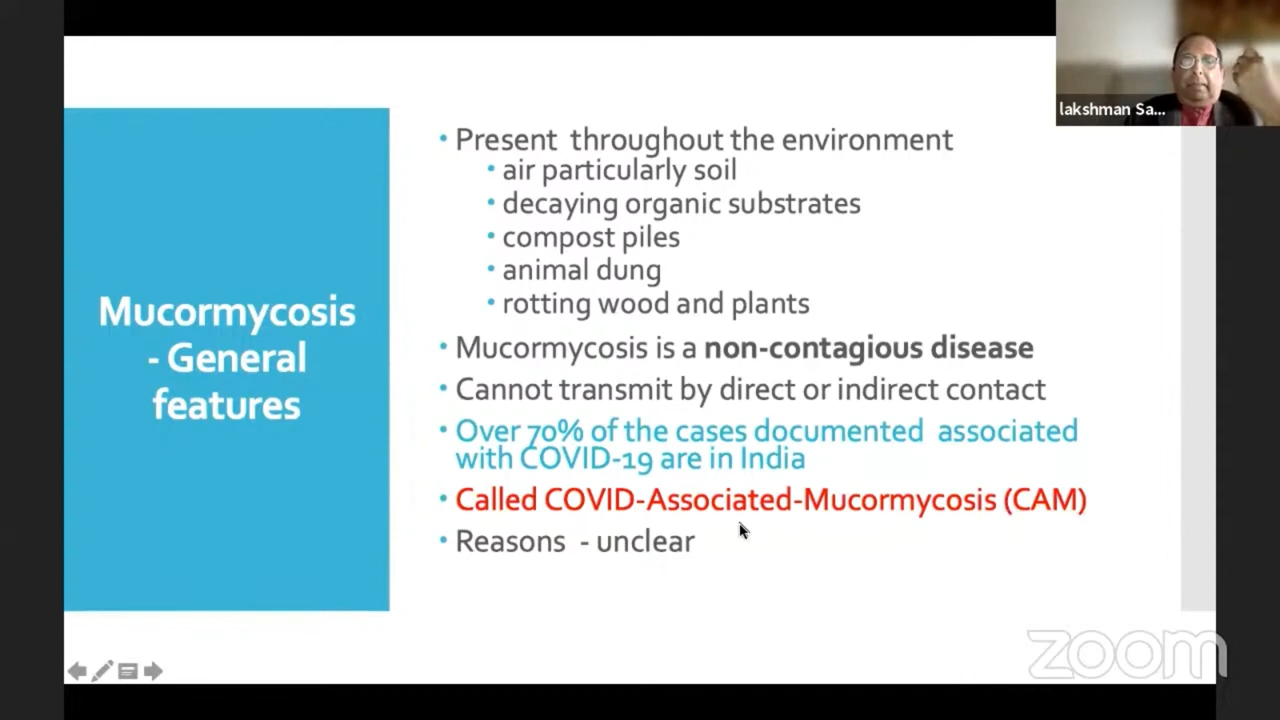 lakshman Sa...
Mucormycosis
- General
features
• Present throughout the environment
• air particularly soil
• decaying organic substrates
• compost piles
• animal dung
• rotting wood and plants
• Mucormycosis is a non-contagious disease
• Cannot transmit by direct or indirect contact
• Over 70% of the cases documented associated
with COVID-19 are in India
• Called COVID-Associated-Mucormycosis (CAM)
• Reasons - unclear
zoom